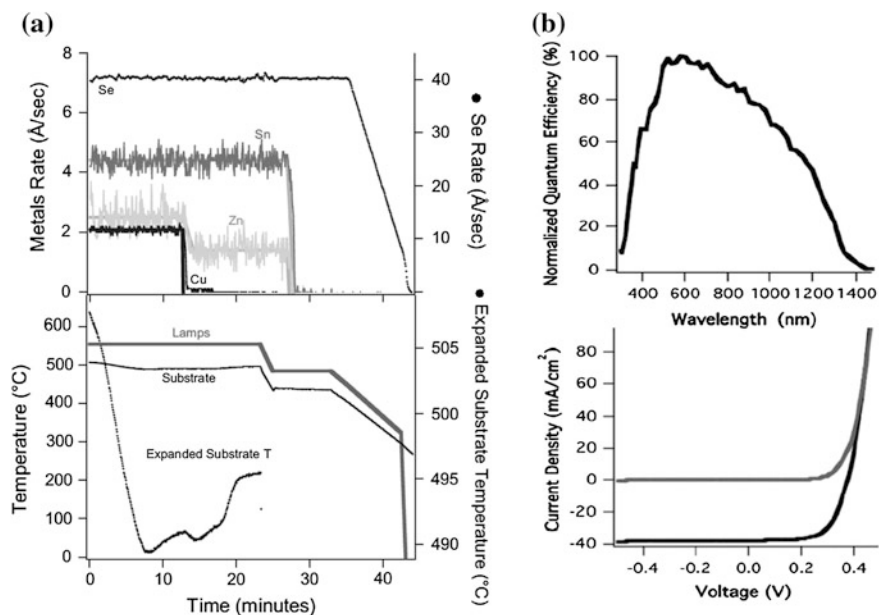 (a)
8
6
4
2
0
Metals Rate (Å/sec)
Se
Sn
Zn
Cu
40
30
20
10
● Se Rate (Å/sec)
600
500
400
300
200
100
0
Temperature (°C)
Lamps
Substrate
Expanded Substrate T
505
500
495
490
● Expanded Substrate Temperature (°C)
0 10 20 30 40
Time (minutes)
(b)
Normalized Quantum Efficiency (%)
100
80
60
40
20
0
400 600 800 1000 1200 1400
Wavelength (nm)
Current Density (mA/cm²)
80
60
40
20
0
-20
-40
-0.4 -0.2 0.0 0.2 0.4
Voltage (V)